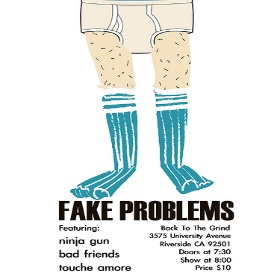 FAKE PROBLEMS
Featuring:
ninja gun
bad friends
touche amore
Back To The Grind
3575 University Avenue
Riverside CA 92501
Doors at 7:30
Show at 8:00
Price $10